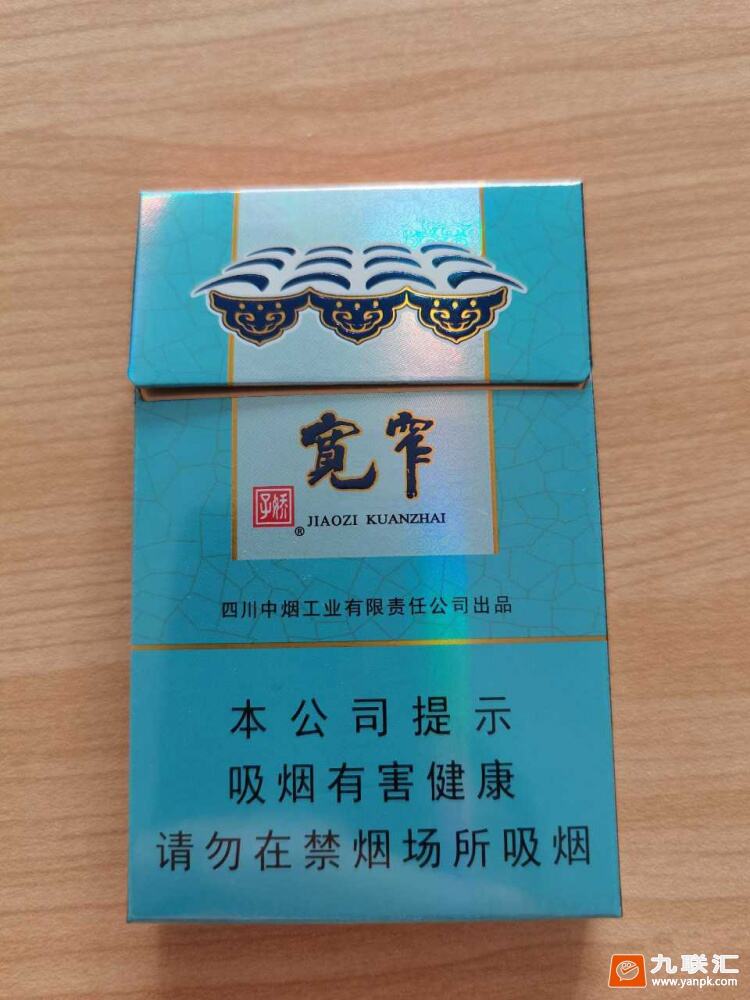 宽窄
娇子
® JIAOZI KUANZHAI
四川中烟工业有限责任公司出品
本公司提示
吸烟有害健康
请勿在禁烟场所吸烟
九联汇
www.yanpk.com